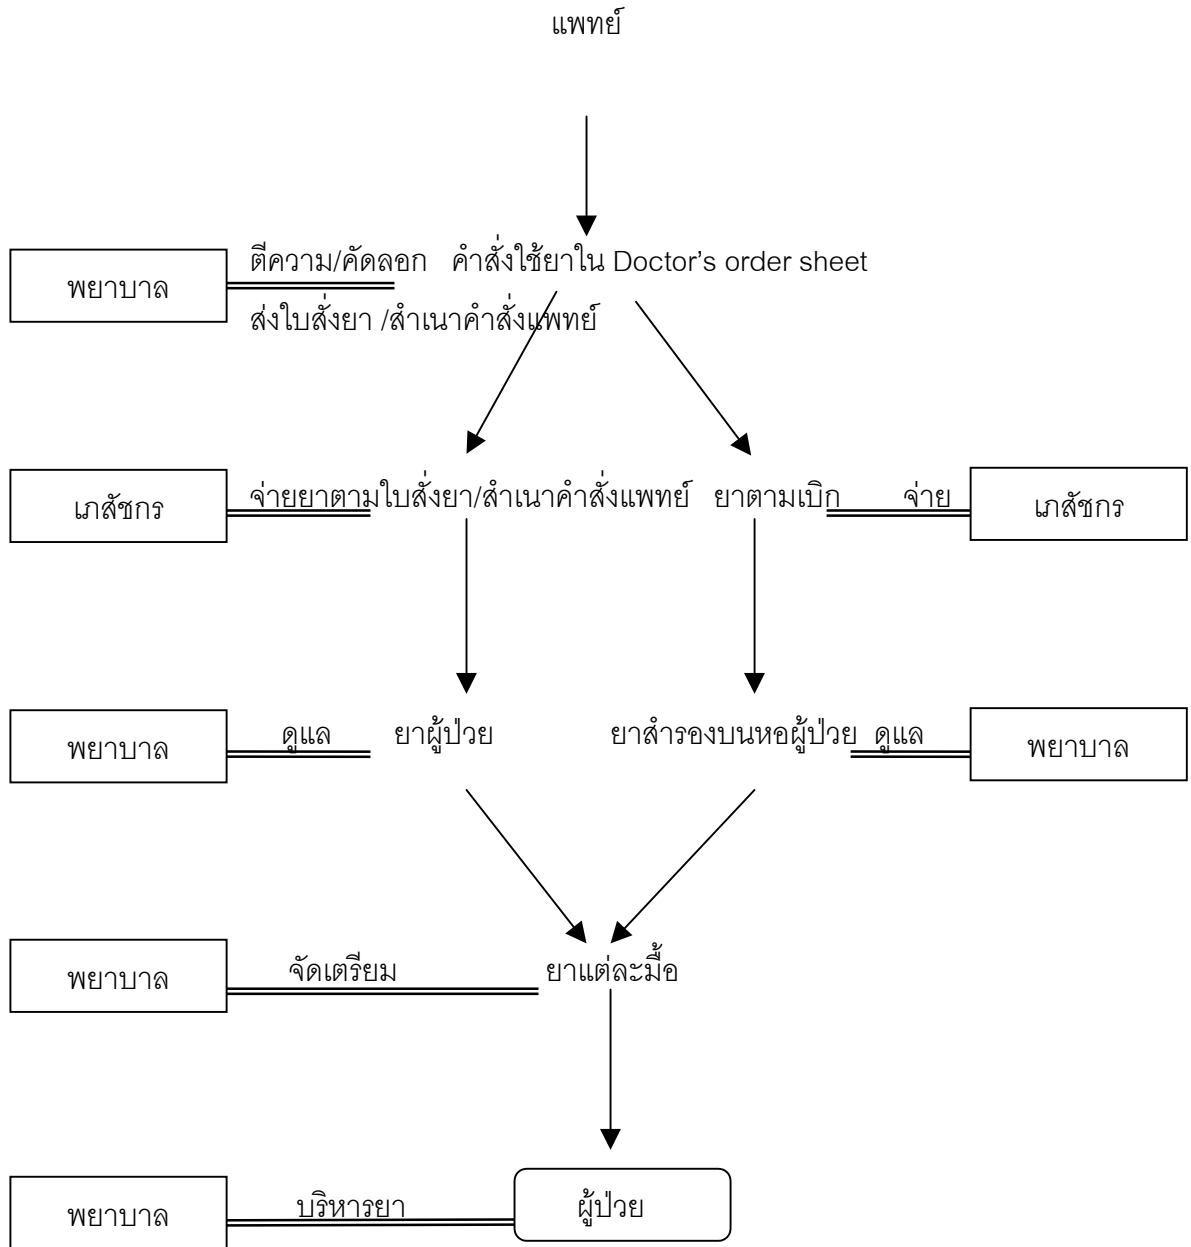 แพทย์
ตีความ/คัดลอก คำสั่งใช้ยาใน Doctor's order sheet
พยาบาล
ส่งใบสั่งยา /สำเนาคำสั่งแพทย์
เภสัชกร จ่ายยาตามใบสั่งยา/สำเนาคำสั่งแพทย์ ยาตามเบิก จ่าย เภสัชกร
พยาบาล ดูแล ยาผู้ป่วย ยาสำรองบนหอผู้ป่วย ดูแล พยาบาล
พยาบาล จัดเตรียม ยาแต่ละมื้อ
พยาบาล บริหารยา ผู้ป่วย